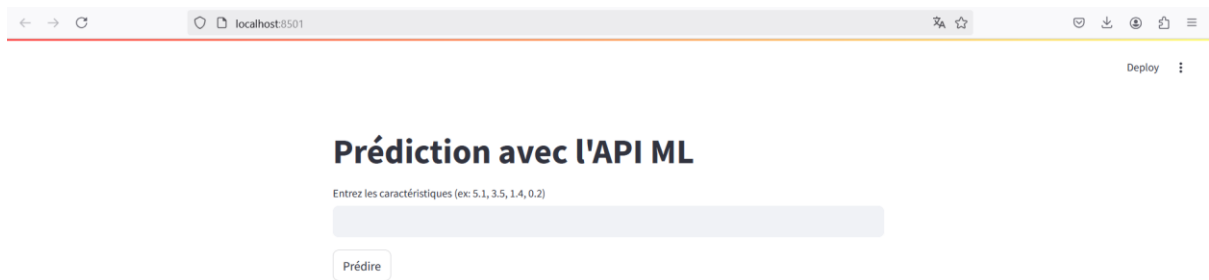 localhost:8501
Deploy
Prédiction avec l'API ML
Entrez les caractéristiques (ex: 5.1, 3.5, 1.4, 0.2)
Prédire